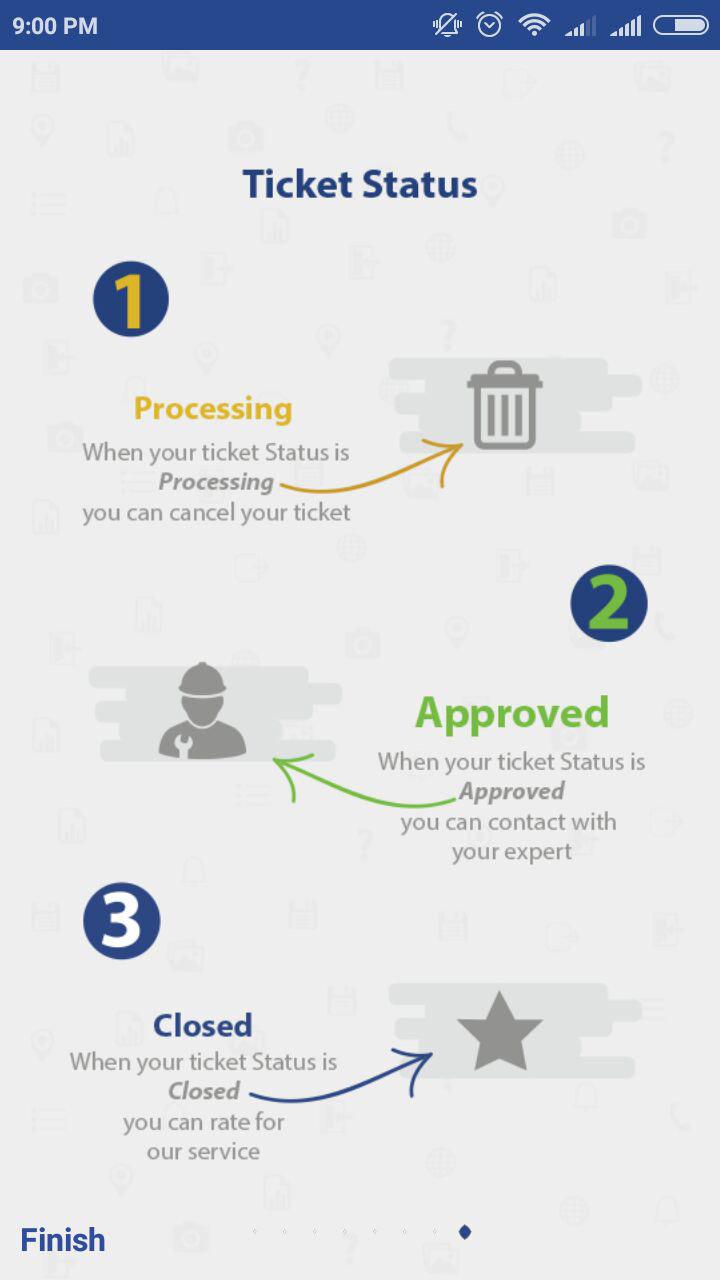 9:00 PM
Ticket Status
1
Processing
When your ticket Status is
Processing
you can cancel your ticket
2
Approved
When your ticket Status is
Approved
you can contact with
your expert
3
Closed
When your ticket Status is
Closed
you can rate for
our service
Finish